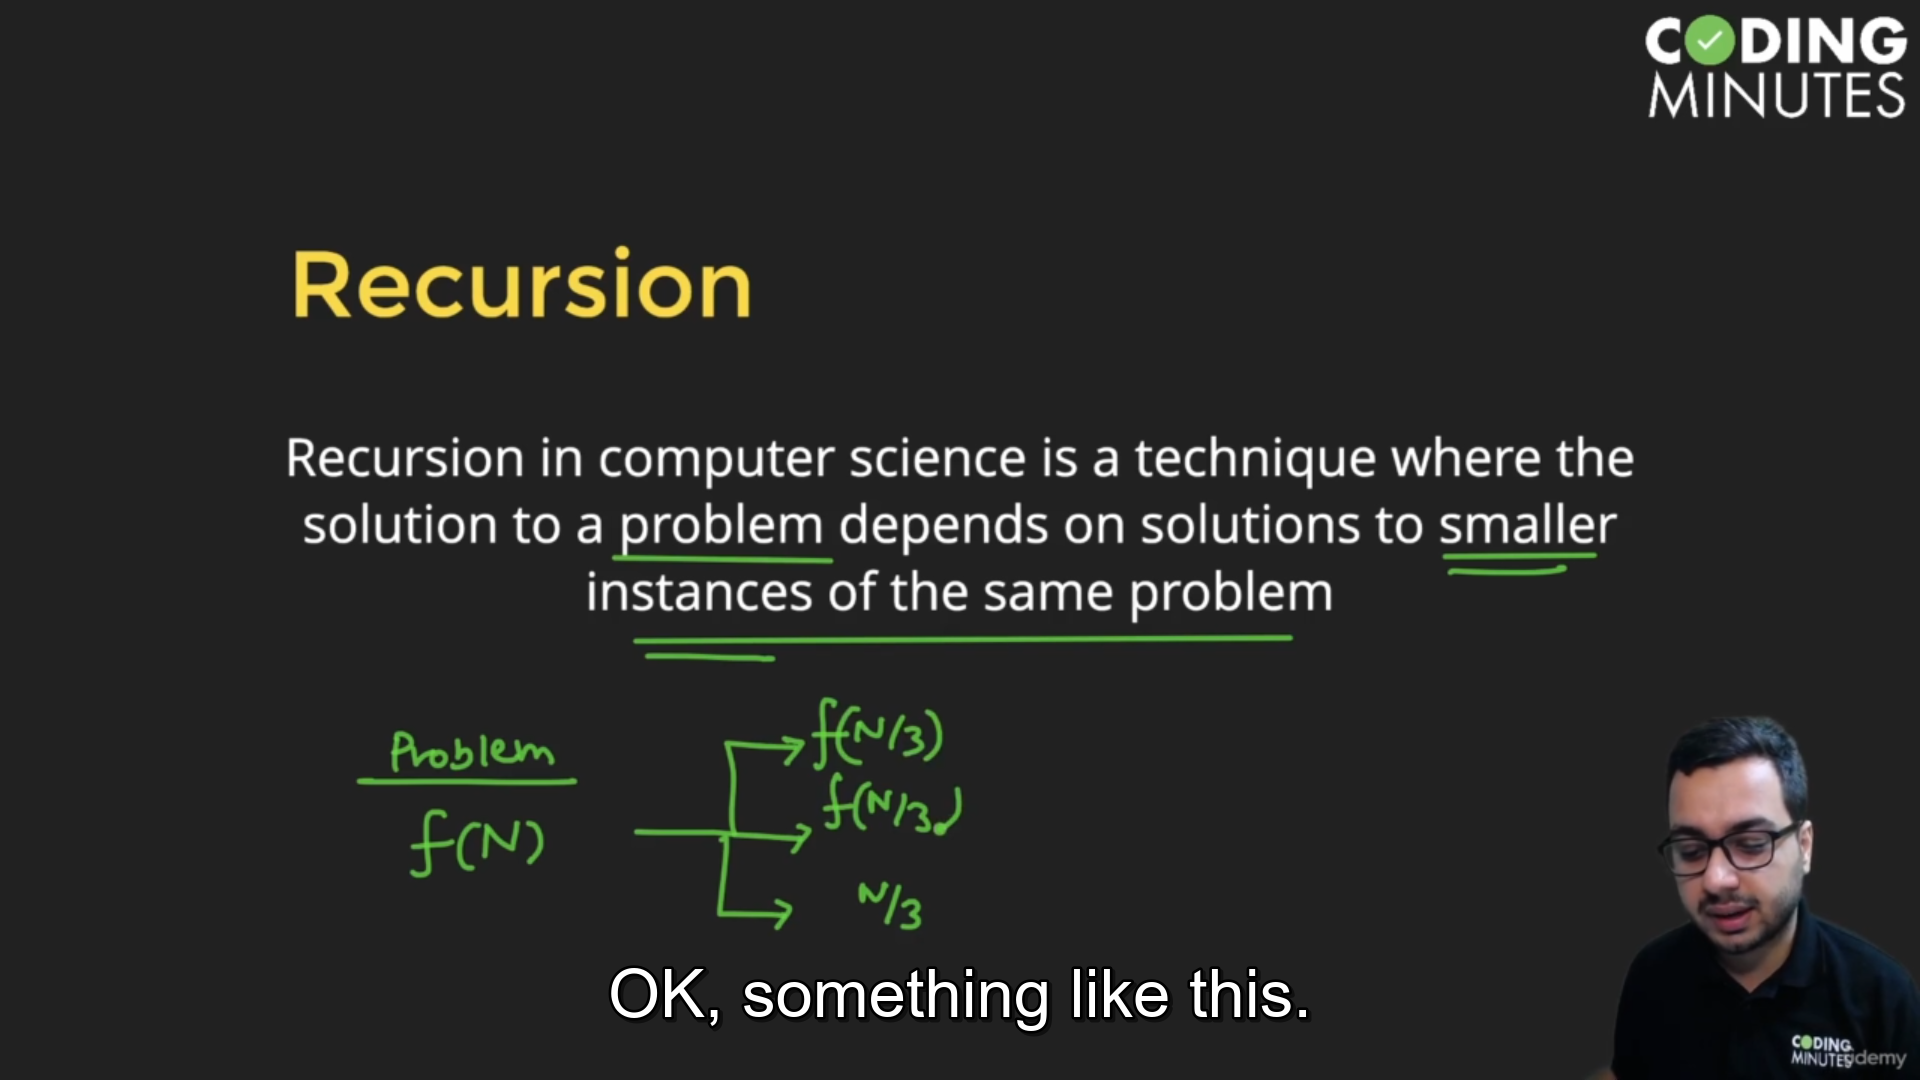 CODING
MINUTES
Recursion
Recursion in computer science is a technique where the
solution to a problem depends on solutions to smaller
instances of the same problem
Problem
f(N)
f(N/3)
f(N/3)
N/3
OK, something like this.
CODING
MINUTES
udemy